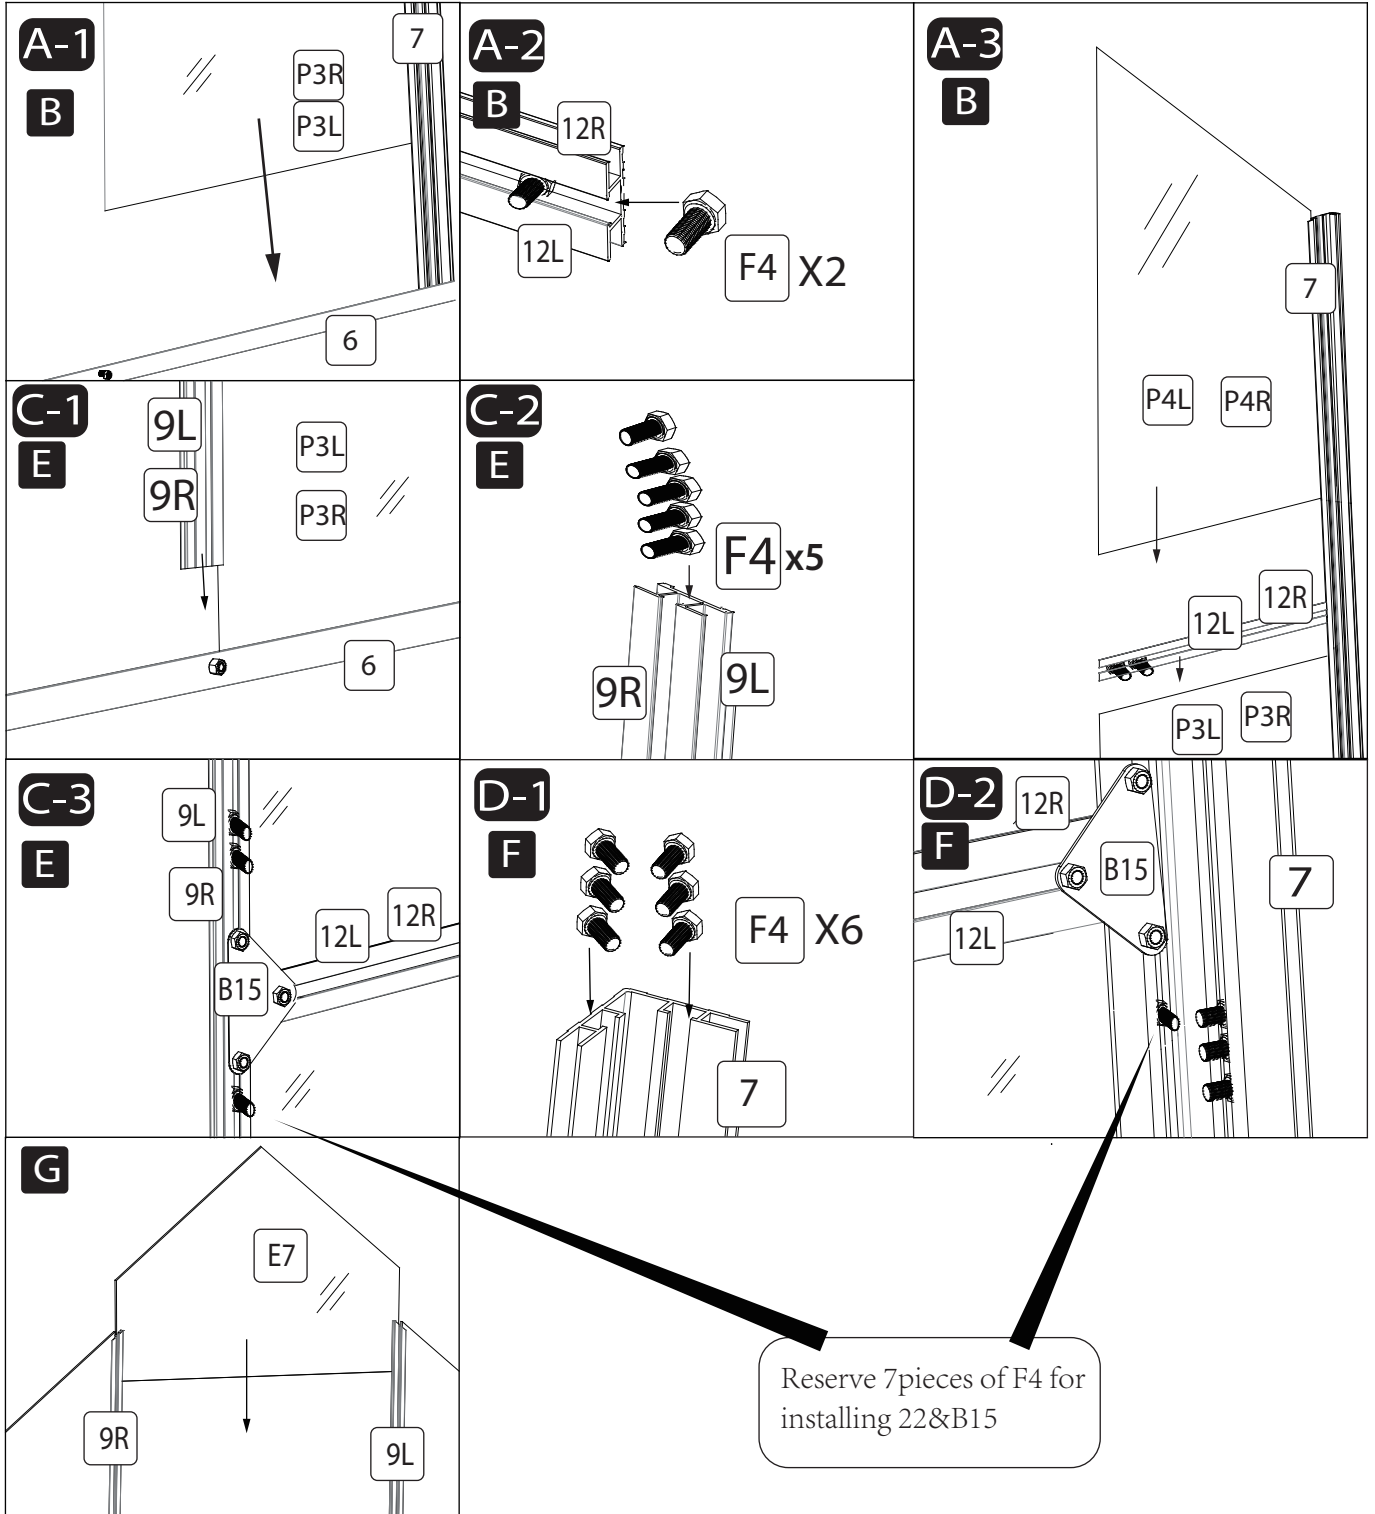 A-1
B
P3R
P3L
7
6
A-2
B
12R
12L
F4 X2
A-3
B
7
P4L P4R
12L 12R
P3L P3R
C-1
E
9L
9R
P3L
P3R
6
C-2
E
F4 x5
9R 9L
C-3
E
9L
9R
12L 12R
B15
D-1
F
F4 X6
7
D-2
F
12R
B15
7
12L
G
E7
9R
9L
Reserve 7pieces of F4 for
installing 22&B15